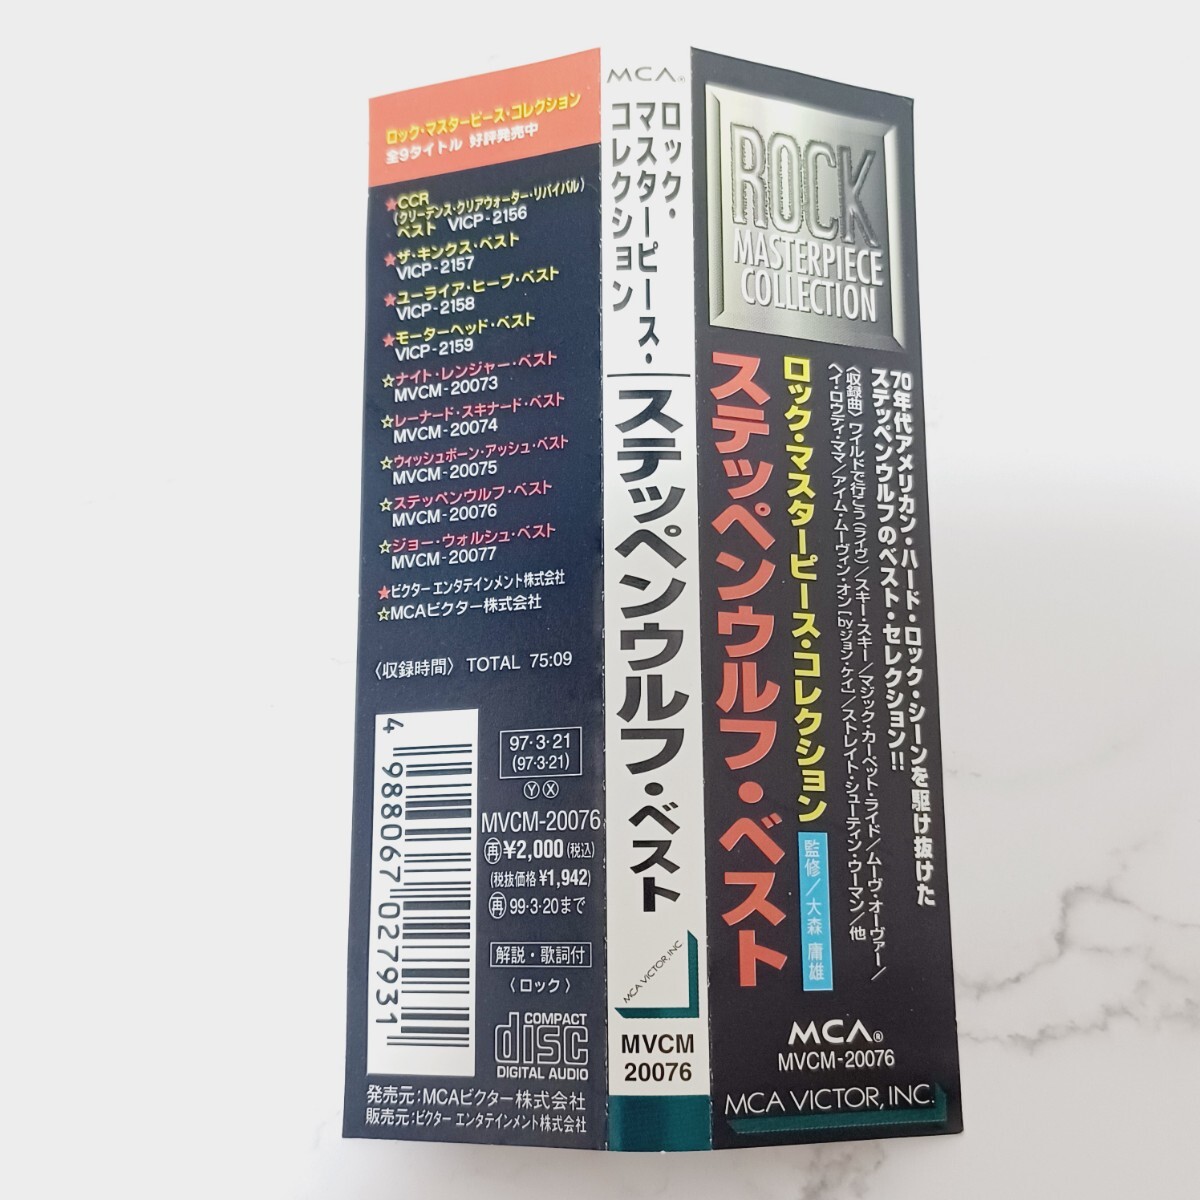 ロック・マスターピース・コレクション
全9タイトル 好評発売中
★CCR
(クリーデンス・クリアウォーター・リバイバル)
ベスト VICP-2156
★ザ・キンクス・ベスト
VICP-2157
★ユーライア・ヒープ・ベスト
VICP-2158
★モーターヘッド・ベスト
VICP-2159
☆ナイト・レンジャー・ベスト
MVCM-20073
☆レーナード・スキナード・ベスト
MVCM-20074
☆ウィッシュボーン・アッシュ・ベスト
MVCM-20075
☆ステッペンウルフ・ベスト
MVCM-20076
☆ジョー・ウォルシュ・ベスト
MVCM-20077
★ビクター エンタテインメント株式会社
☆MCAビクター株式会社
〈収録時間〉 TOTAL 75:09
4 988067 027931
97・3・21
(97・3・21)
Ⓨ Ⓧ
MVCM-20076
㊢¥2,000(税込)
(税抜価格¥1,942)
再99・3・20まで
解説・歌詞付
〈ロック〉
COMPACT
disc
DIGITAL AUDIO
発売元:MCAビクター株式会社
販売元:ビクター エンタテインメント株式会社
MCA®
ロック・
マスターピース・
コレクション
ステッペンウルフ・ベスト
MCA VICTOR, INC
MVCM
20076
ROCK
MASTERPIECE
COLLECTION
70年代アメリカン・ハード・ロック・シーンを駆け抜けた
ステッペンウルフのベスト・セレクション!!
〈収録曲〉ワイルドで行こう(ライヴ)/スキー・スキー/マジック・カーペット・ライド/ムーヴ・オーヴァー/
ヘイ・ロウディ・ママ/アイム・ムーヴィン・オン[byジョン・ケイ]/ストレイト・シューティン・ウーマン/他
ロック・マスターピース・コレクション
監修/大森 庸雄
ステッペンウルフ・ベスト
MCA®
MVCM-20076
MCA VICTOR, INC.